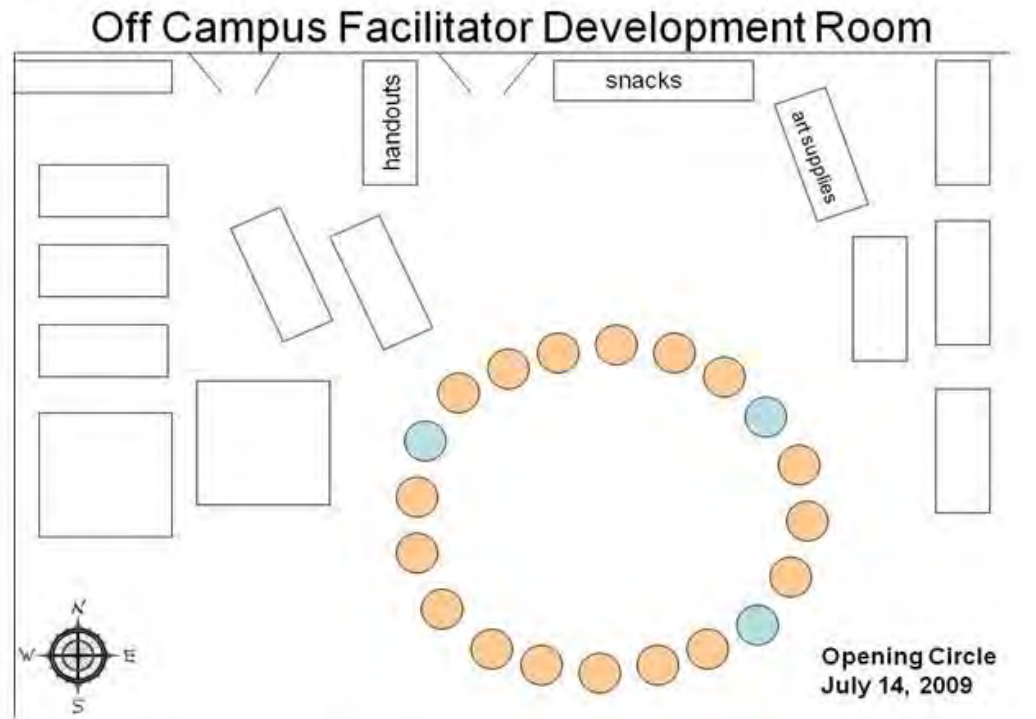 Off Campus Facilitator Development Room
handouts
snacks
art supplies
N
W
E
S
Opening Circle
July 14, 2009